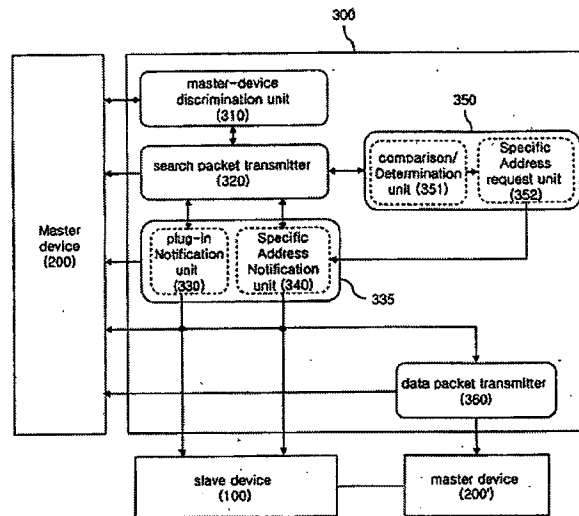 300
master-device
discrimination unit
(310)
350
search packet transmitter
(320)
comparison/
Determination
unit (351)
Specific
Address
request unit
(352)
Master
device
(200)
plug-in
Notification
unit
(330)
Specific
Address
Notification
unit (340)
335
data packet transmitter
(360)
slave device
(100)
master device
(200')